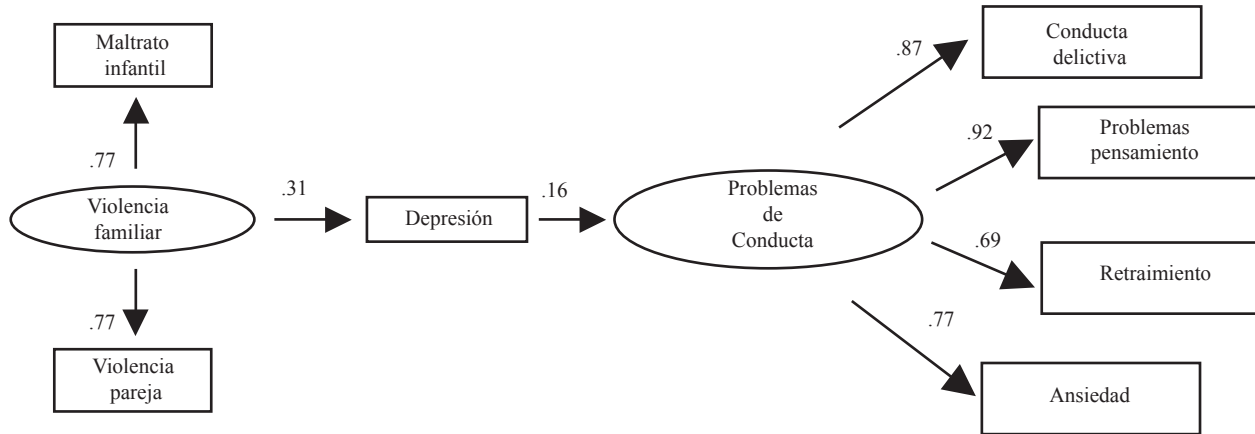 Maltrato
infantil
.77
Violencia
familiar
.77
Violencia
pareja
.31
Depresión
.16
Problemas
de
Conducta
.87
Conducta
delictiva
.92
Problemas
pensamiento
.69
Retraimiento
.77
Ansiedad